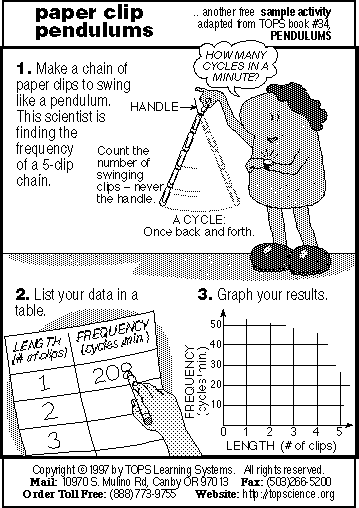 paper clip
pendulums
.. another free sample activity
adapted from TOPS book #34,
PENDULUMS
1. Make a chain of
paper clips to swing
like a pendulum.
This scientist is
finding the
frequency
of a 5-clip
chain.
HOW MANY
CYCLES IN A
MINUTE?
HANDLE
Count the
number of
swinging
clips – never
the handle.
A CYCLE:
Once back and forth.
2. List your data in a
table.
LENGTH
(# of clips)
FREQUENCY
(cycles/min.)
1
208
2
3
3. Graph your results.
FREQUENCY
(cycles/min.)
50
40
30
20
10
0 1 2 3 4 5
LENGTH (# of clips)
Copyright © 1997 by TOPS Learning Systems. All rights reserved.
Mail: 10970 S. Mulino Rd, Canby OR 97013 Fax: (503)266-5200
Order Toll Free: (888)773-9755 Website: http://topscience.org